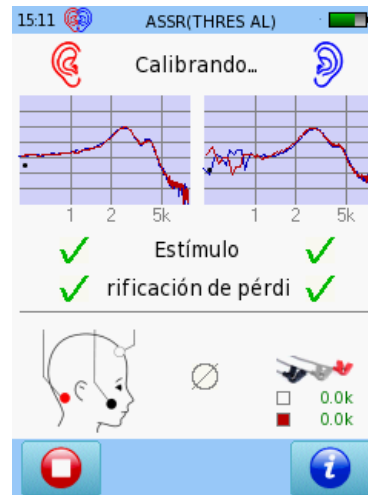 15:11 ASSR(THRES AL)
Calibrando…
1 2 5k 1 2 5k
Estímulo
rificación de pérdi
0.0k
0.0k